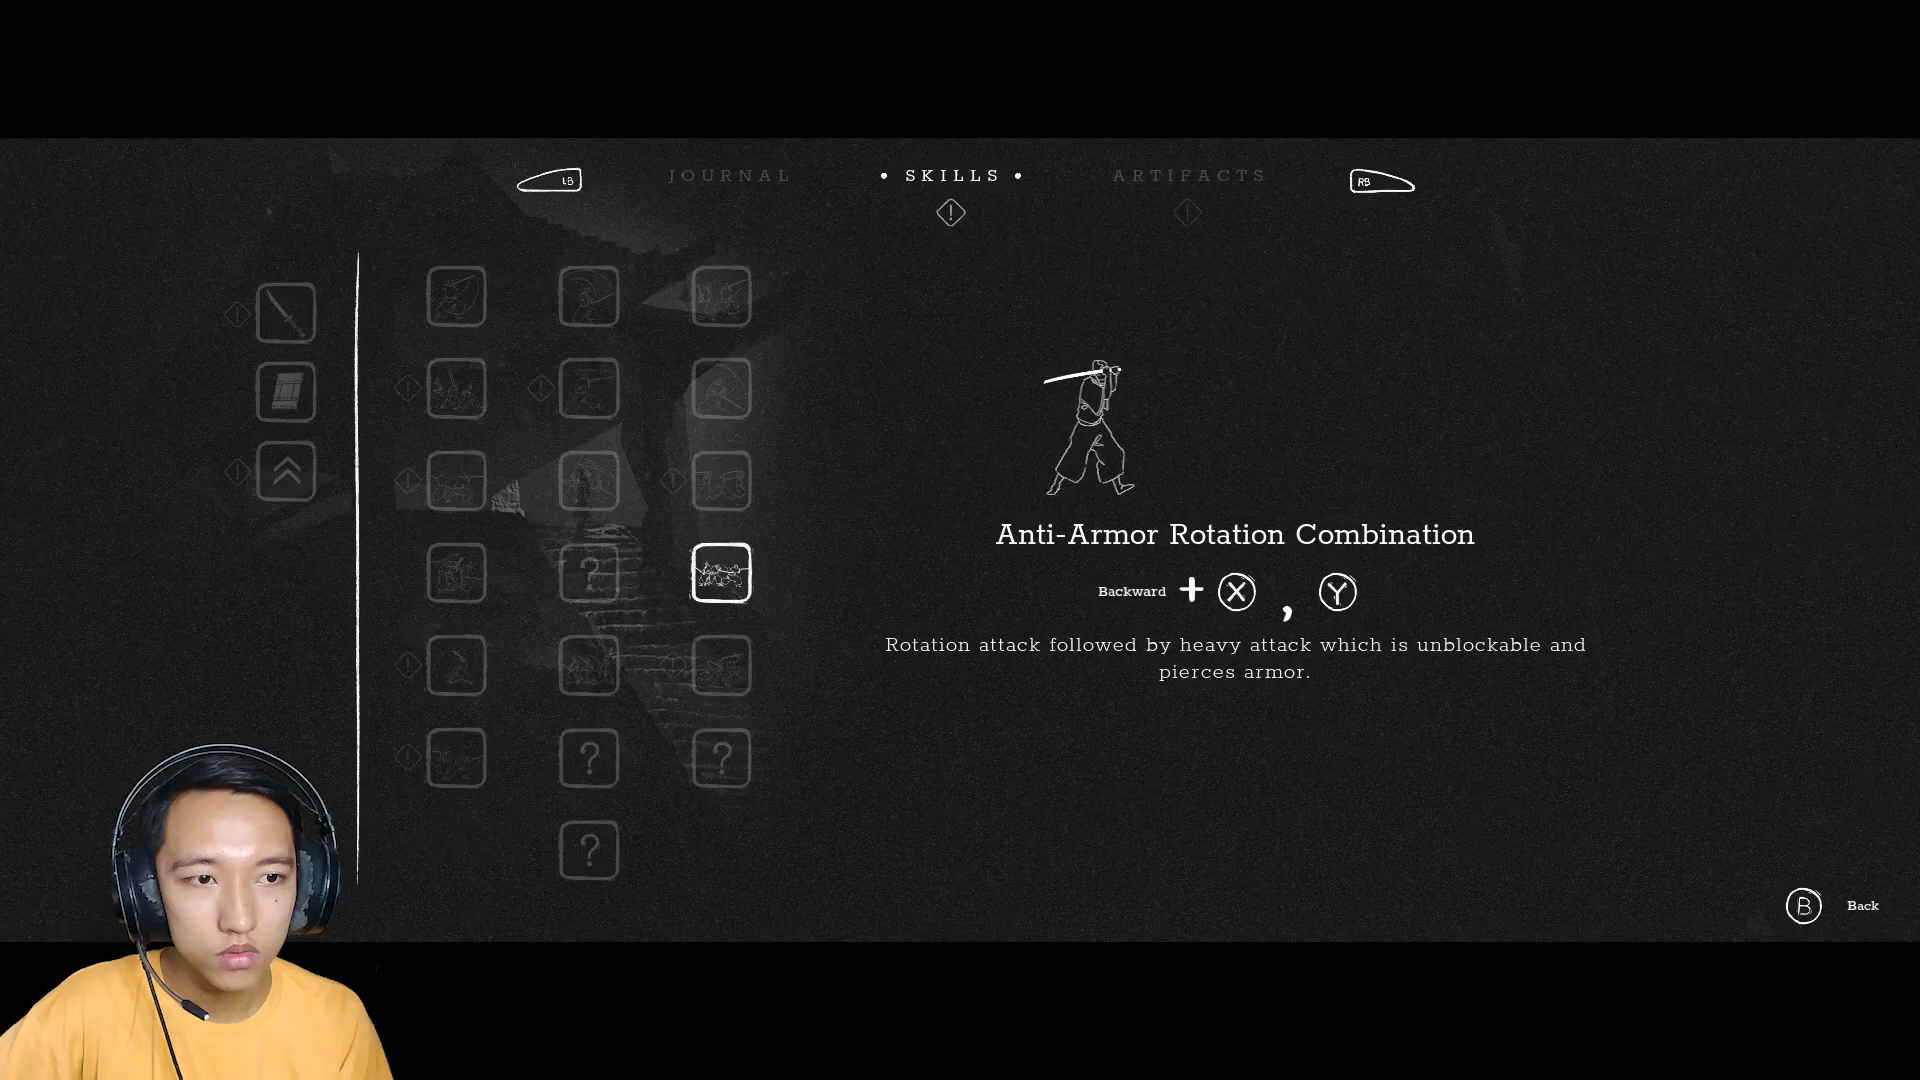 LB
JOURNAL
• SKILLS •
ARTIFACTS
RB
!
!
!
!
!
!
!
!
!
!
!
?
?
?
?
Anti-Armor Rotation Combination
Backward + X , Y
Rotation attack followed by heavy attack which is unblockable and
pierces armor.
B Back